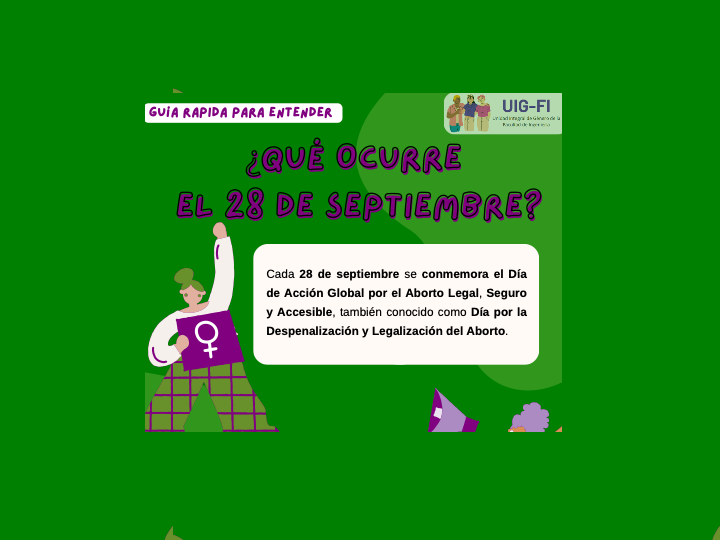 GUÍA RAPIDA PARA ENTENDER
UIG-FI
Unidad Integral de Género de la
Facultad de Ingeniería
¿QUÉ OCURRE
EL 28 DE SEPTIEMBRE?
Cada 28 de septiembre se conmemora el Día
de Acción Global por el Aborto Legal, Seguro
y Accesible, también conocido como Día por la
Despenalización y Legalización del Aborto.